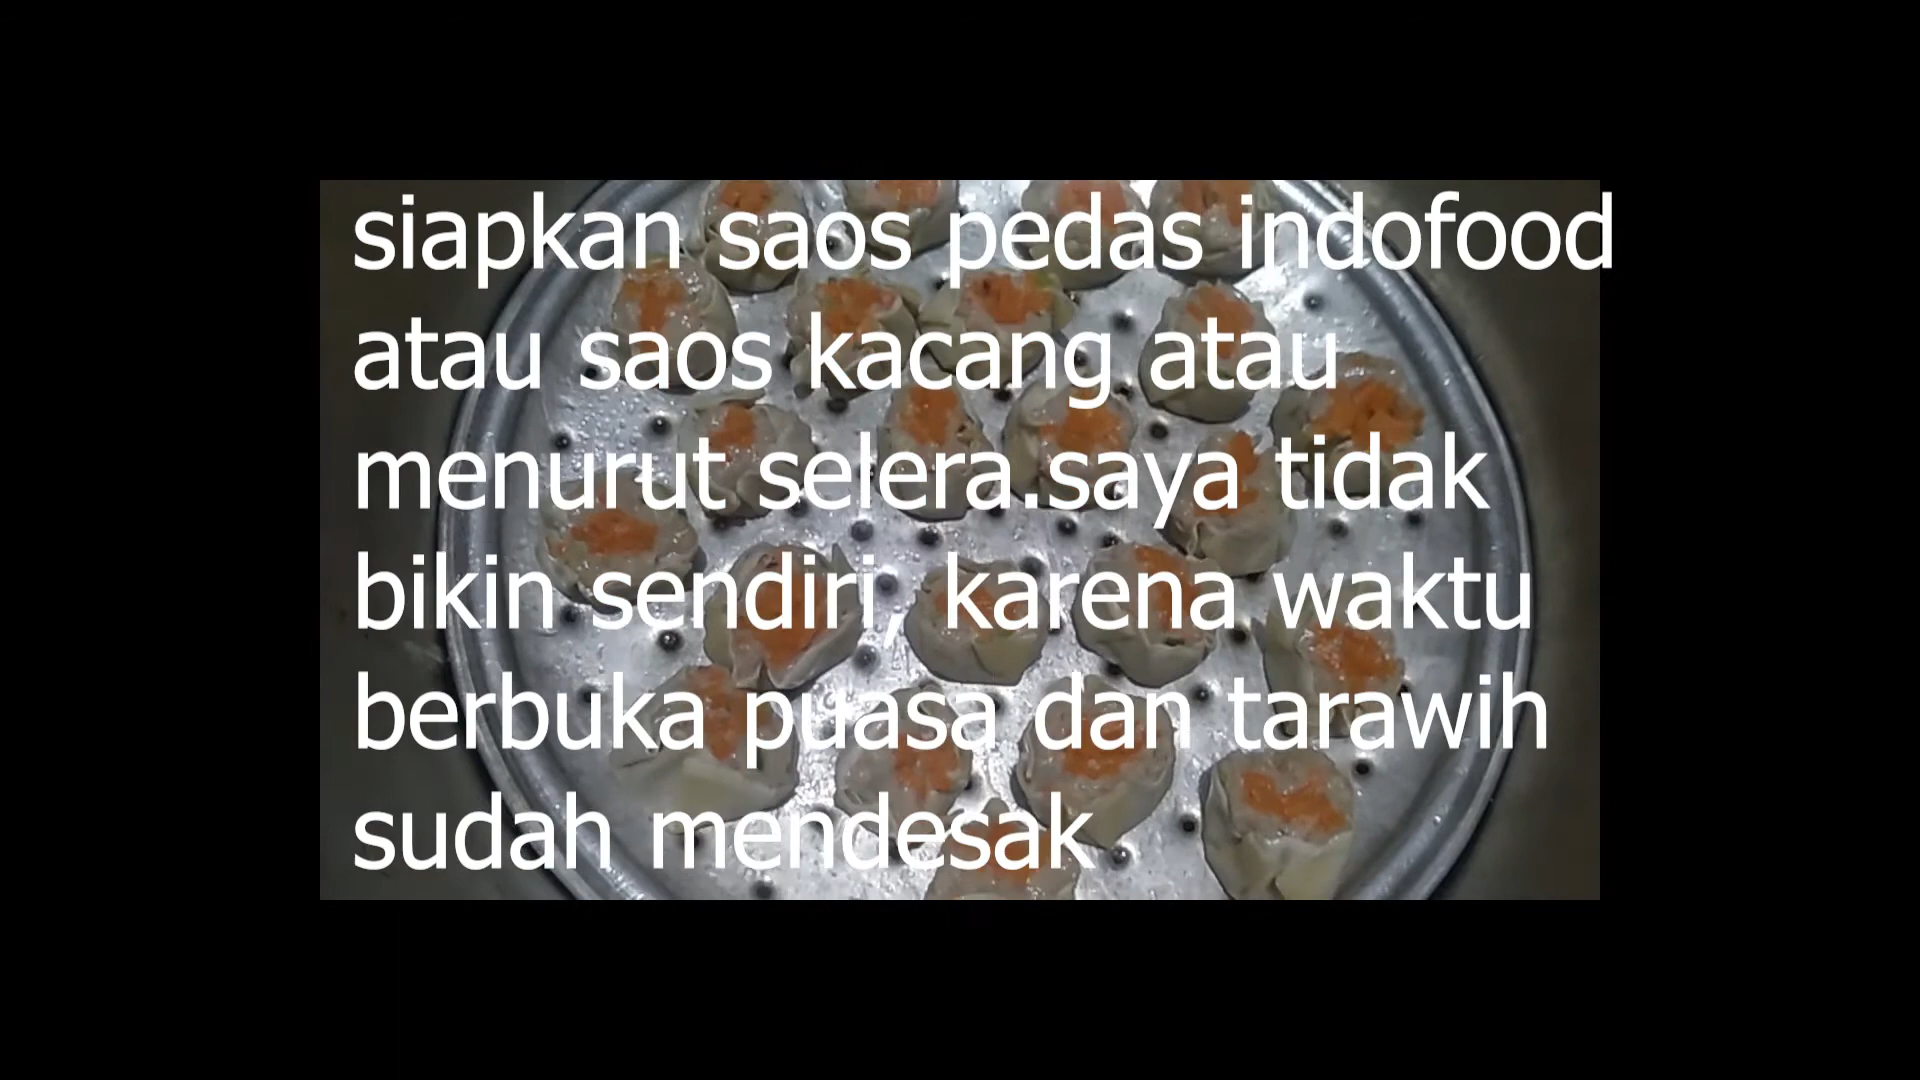 siapkan saos pedas indofood
atau saos kacang atau
menurut selera.saya tidak
bikin sendiri, karena waktu
berbuka puasa dan tarawih
sudah mendesak